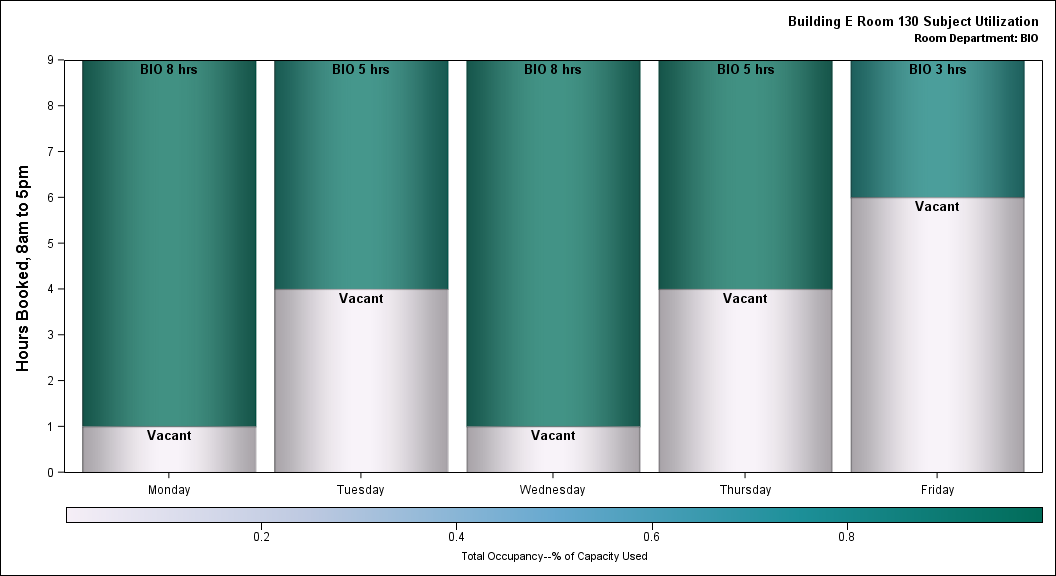 Building E Room 130 Subject Utilization
Room Department: BIO
Hours Booked, 8am to 5pm
9
8
7
6
5
4
3
2
1
0
BIO 8 hrs
BIO 5 hrs
BIO 8 hrs
BIO 5 hrs
BIO 3 hrs
Vacant
Vacant
Vacant
Vacant
Vacant
Monday
Tuesday
Wednesday
Thursday
Friday
0.2
0.4
0.6
0.8
Total Occupancy--% of Capacity Used